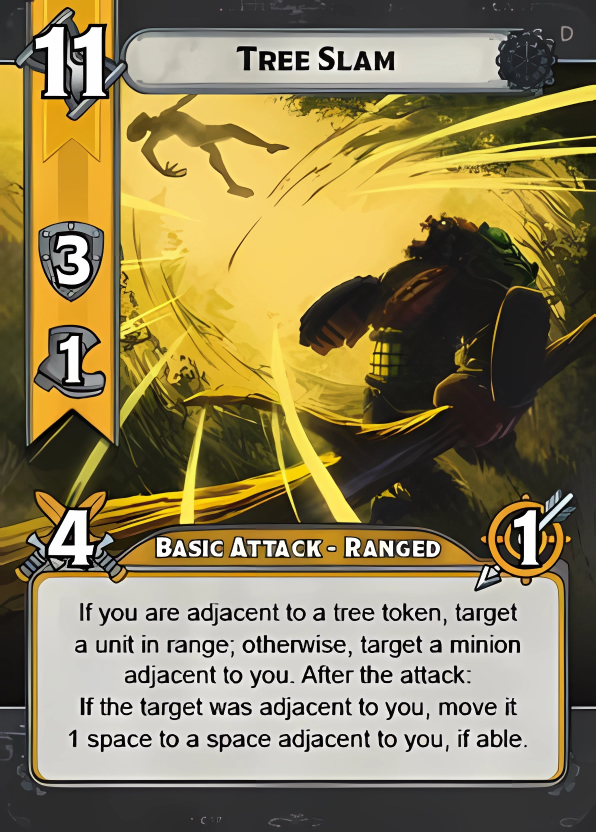 11
TREE SLAM
D
3
1
4
BASIC ATTACK - RANGED
1
If you are adjacent to a tree token, target
a unit in range; otherwise, target a minion
adjacent to you. After the attack:
If the target was adjacent to you, move it
1 space to a space adjacent to you, if able.